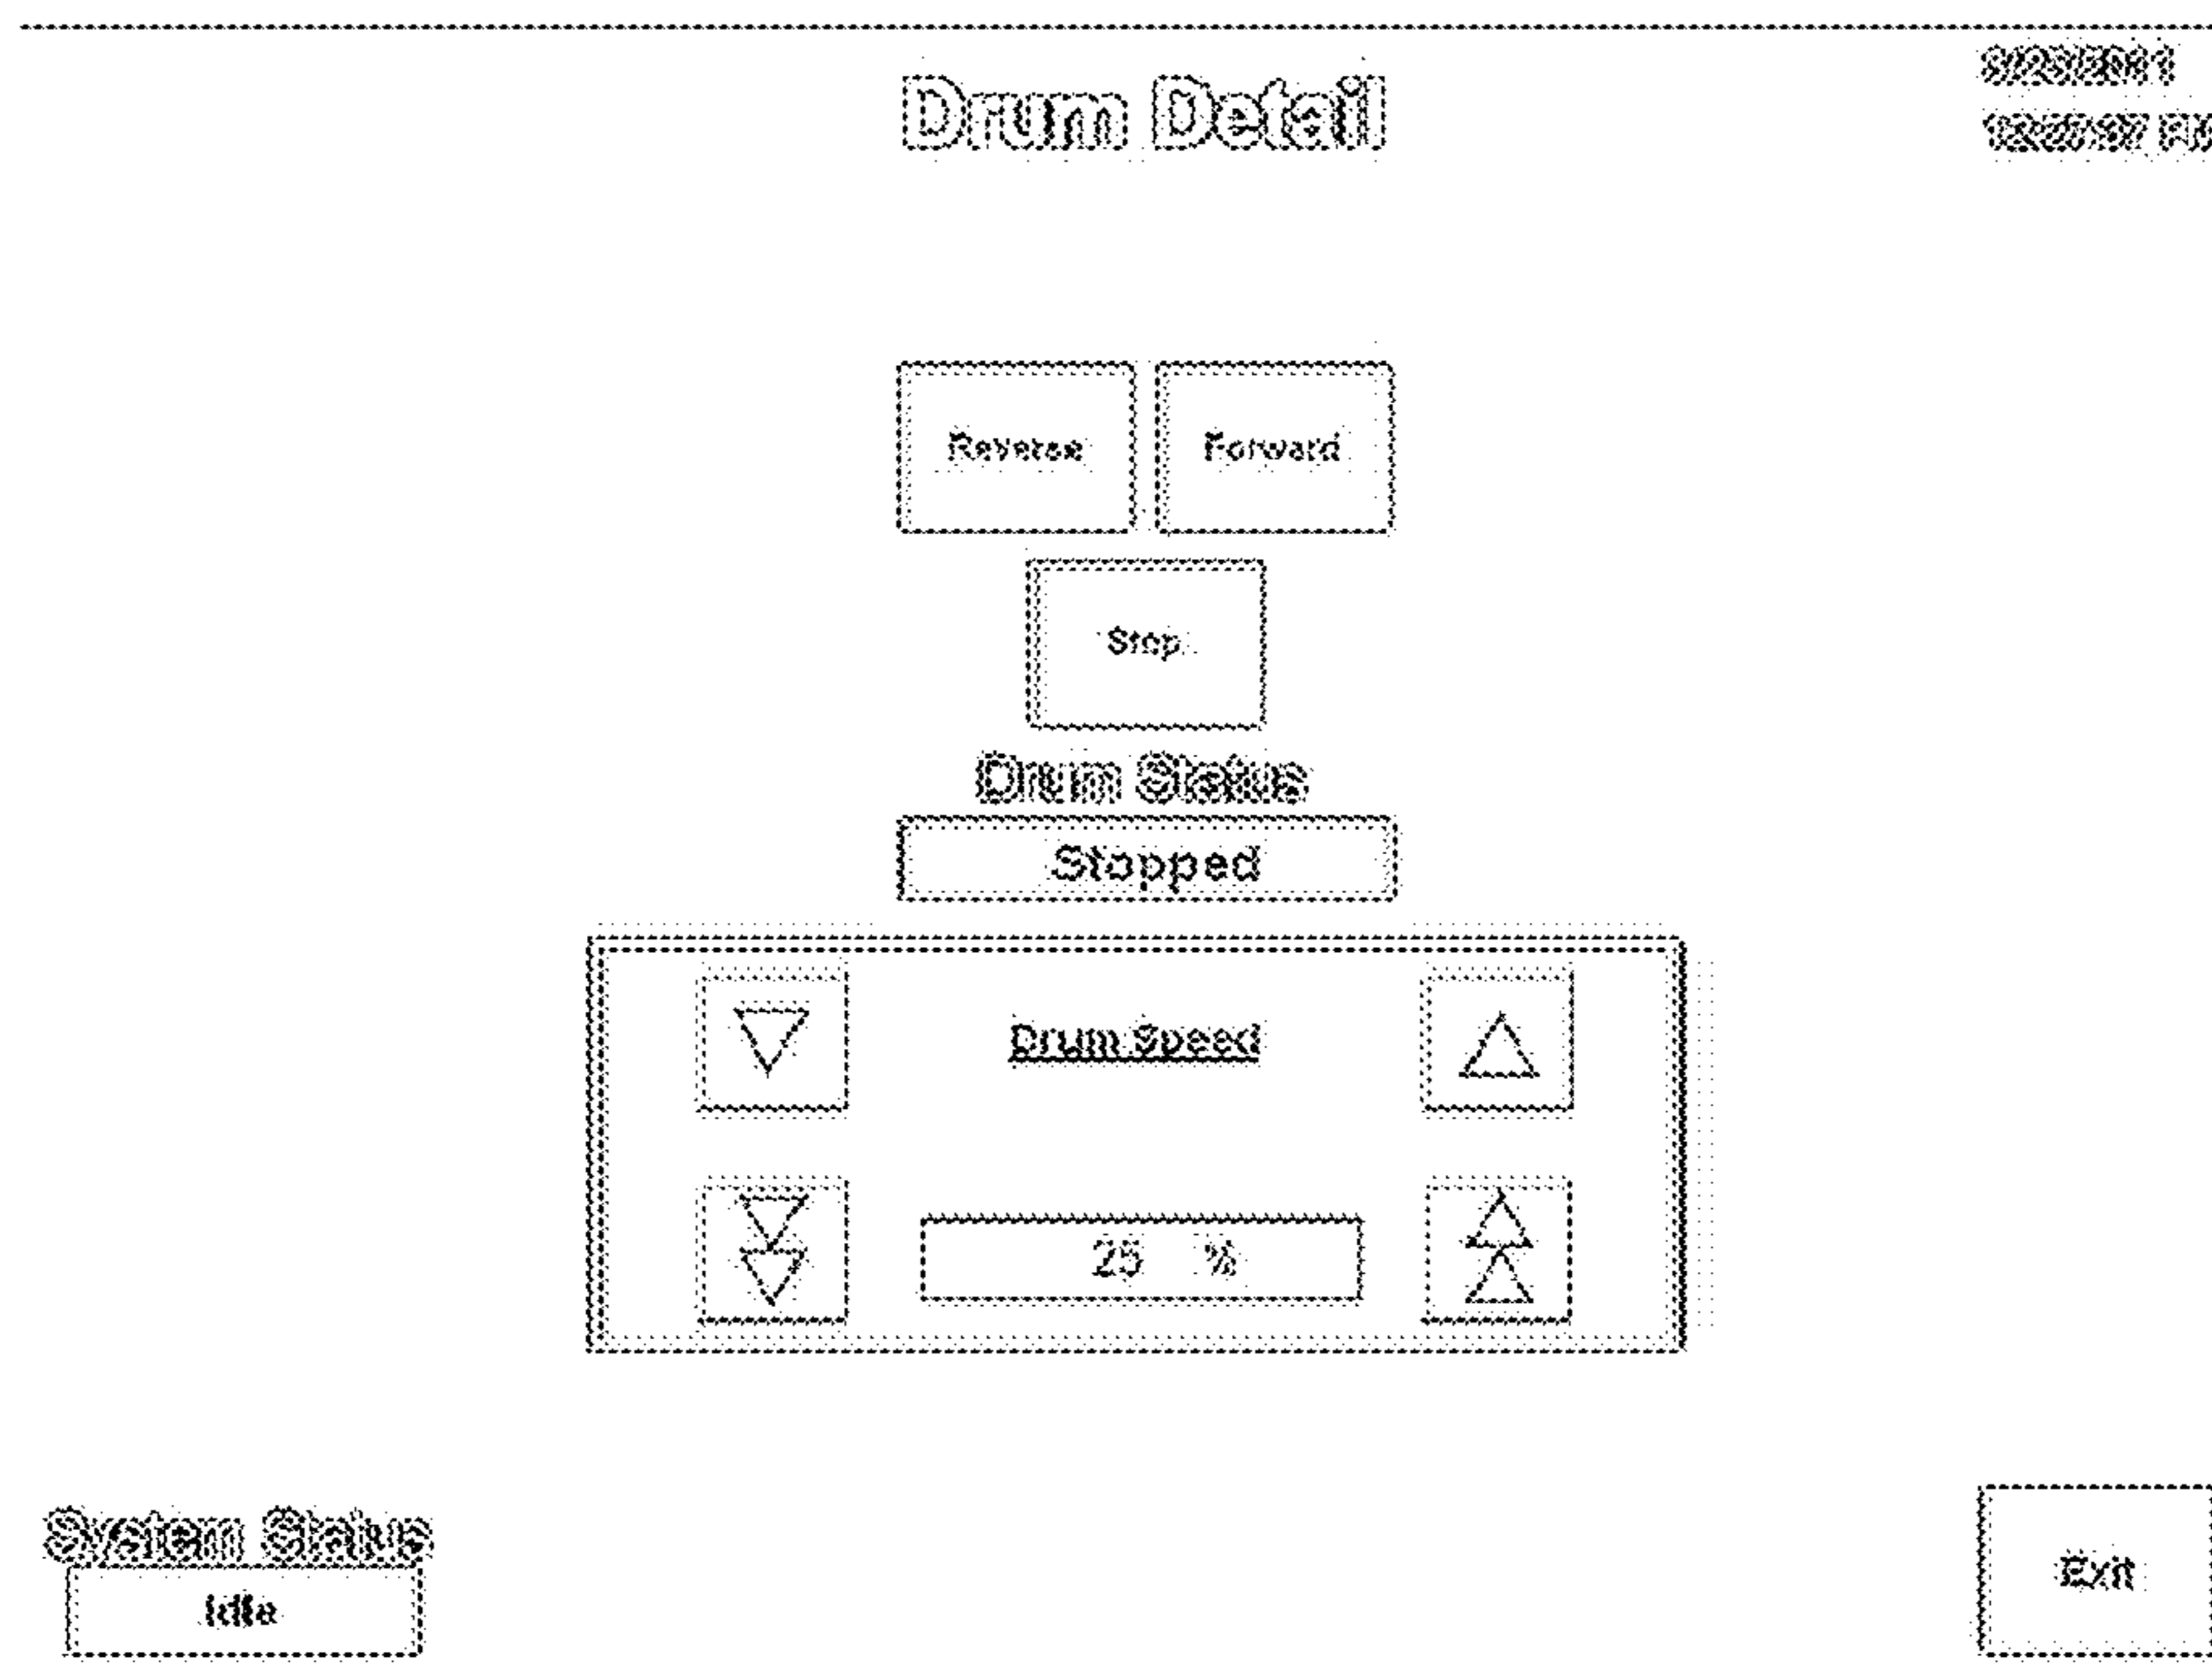 Drum Detail
Reverse Forward
Stop
Drum Status
Stopped
Drum Speed
25 %
System Status
Idle
Exit